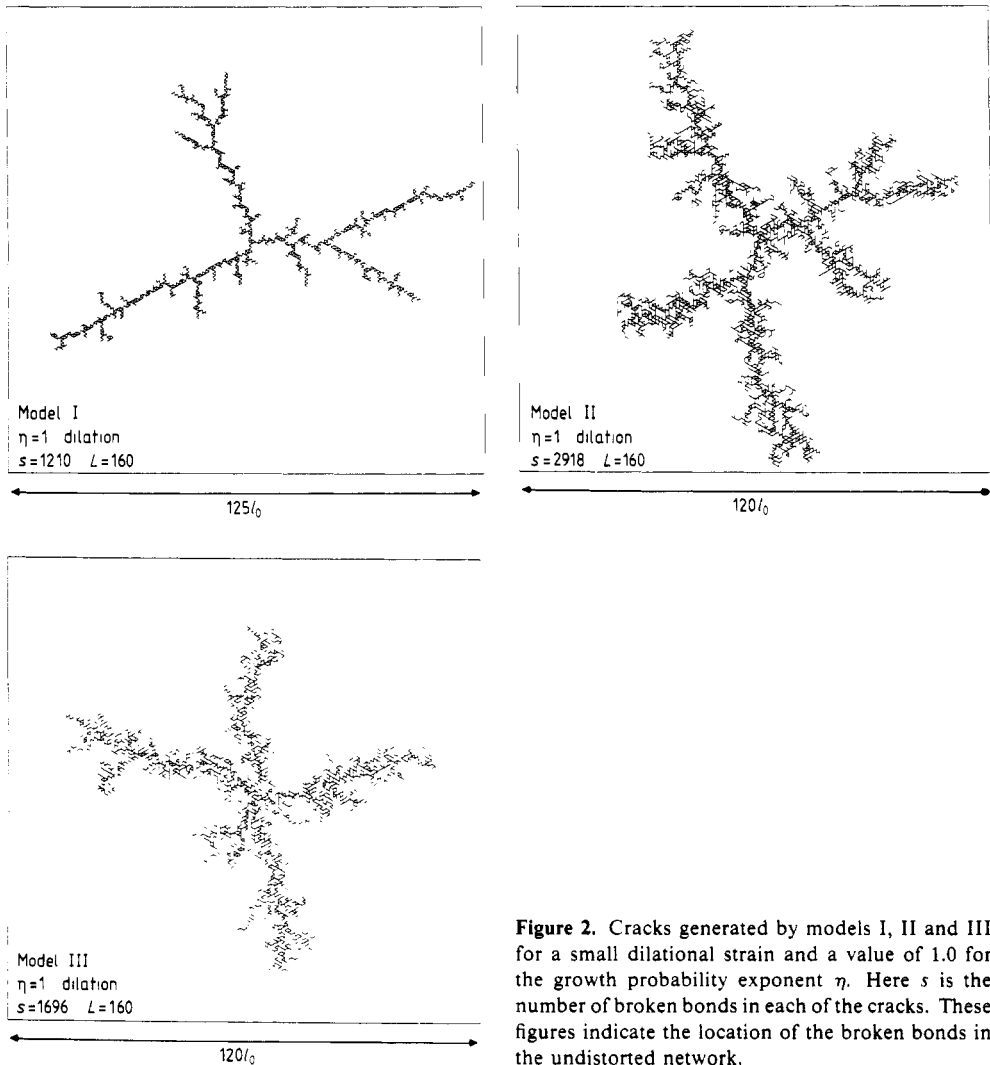 Model I
η=1 dilation
s=1210 L=160
125l₀
Model II
η=1 dilation
s=2918 L=160
120l₀
Model III
η=1 dilation
s=1696 L=160
120l₀
Figure 2. Cracks generated by models I, II and III
for a small dilational strain and a value of 1.0 for
the growth probability exponent η. Here s is the
number of broken bonds in each of the cracks. These
figures indicate the location of the broken bonds in
the undistorted network.